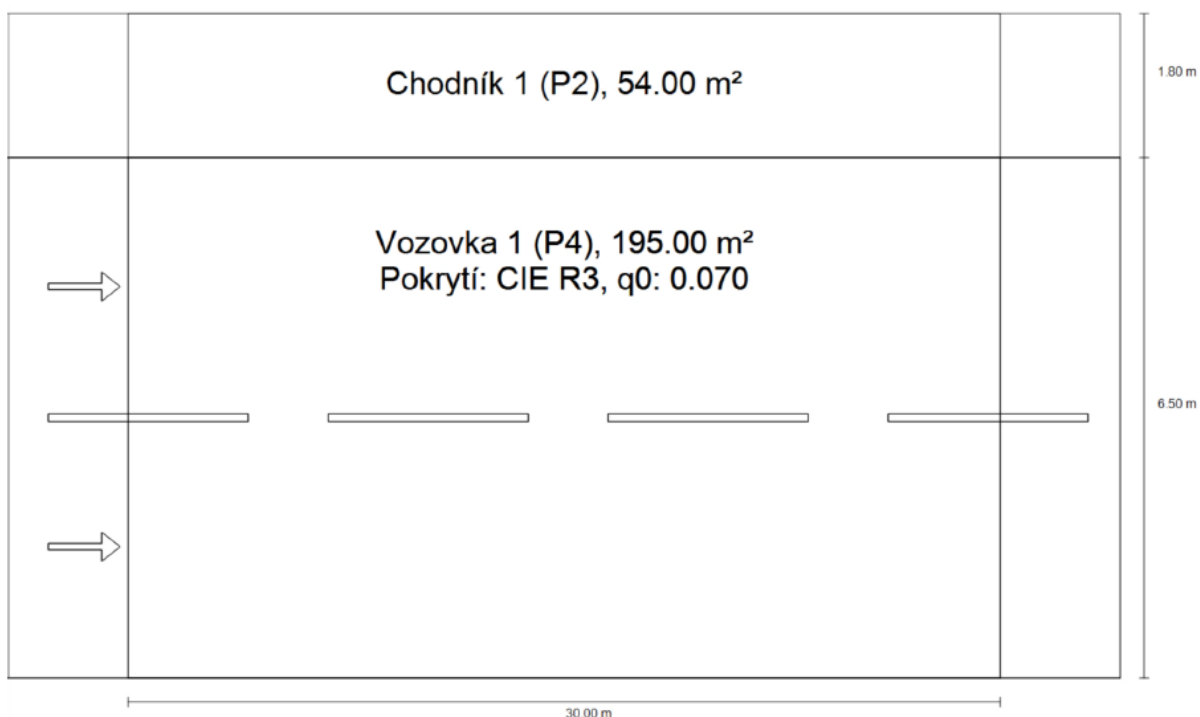 Chodník 1 (P2), 54.00 m²
1.80 m
Vozovka 1 (P4), 195.00 m²
Pokrytí: CIE R3, q0: 0.070
6.50 m
30.00 m